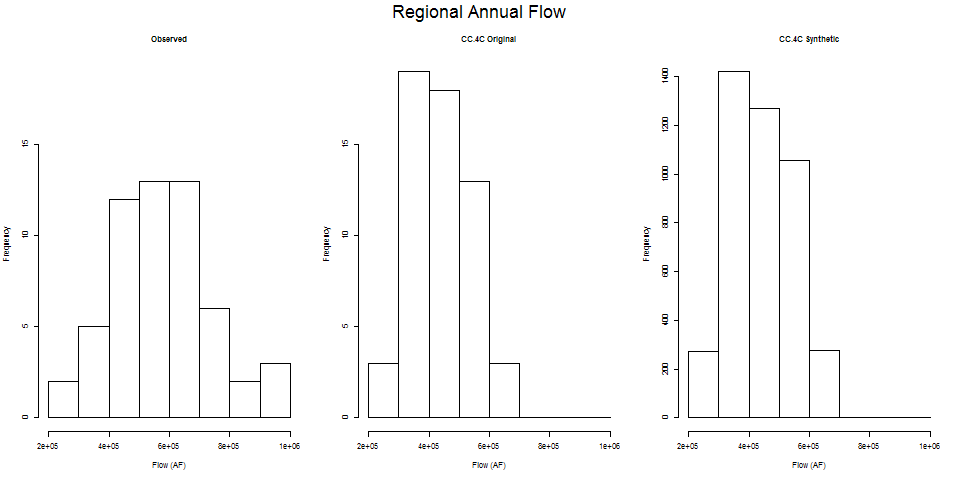 Regional Annual Flow
Observed
CC.4C Original
CC.4C Synthetic
Frequency
0
5
10
15
2e+05
4e+05
6e+05
8e+05
1e+06
Flow (AF)
Frequency
0
5
10
15
2e+05
4e+05
6e+05
8e+05
1e+06
Flow (AF)
Frequency
0
200
400
600
800
1000
1200
1400
2e+05
4e+05
6e+05
8e+05
1e+06
Flow (AF)